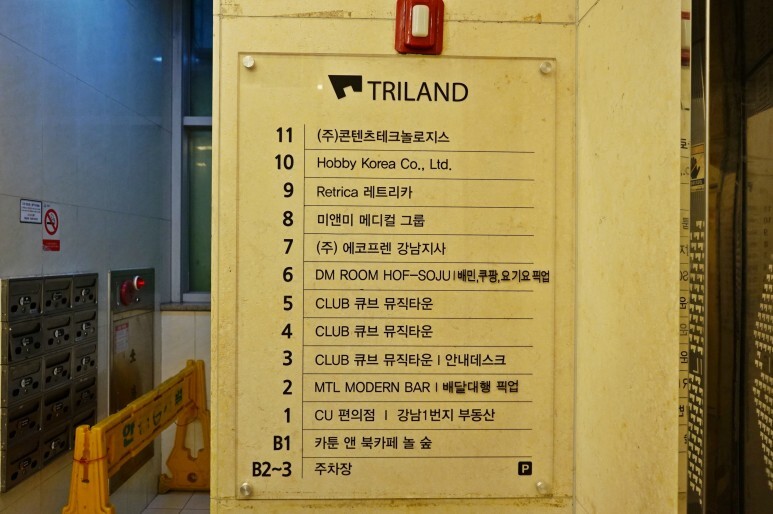 TRILAND
11 (주)콘텐츠테크놀로지스
10 Hobby Korea Co., Ltd.
9 Retrica 레트리카
8 미앤미 메디컬 그룹
7 (주) 에코프렌 강남지사
6 DM ROOM HOF-SOJU | 배민,쿠팡,요기요 픽업
5 CLUB 큐브 뮤직타운
4 CLUB 큐브 뮤직타운
3 CLUB 큐브 뮤직타운 | 안내데스크
2 MTL MODERN BAR | 배달대행 픽업
1 CU 편의점 | 강남1번지 부동산
B1 카툰 앤 북카페 놀 숲
B2~3 주차장 P